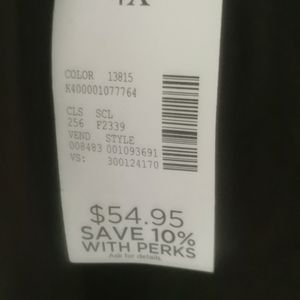 1X
COLOR 13815
K400001077764
CLS SCL
256 F2339
VEND STYLE
008483 001093691
VS: 300124170
$54.95
SAVE 10%
WITH PERKS
Ask for details.